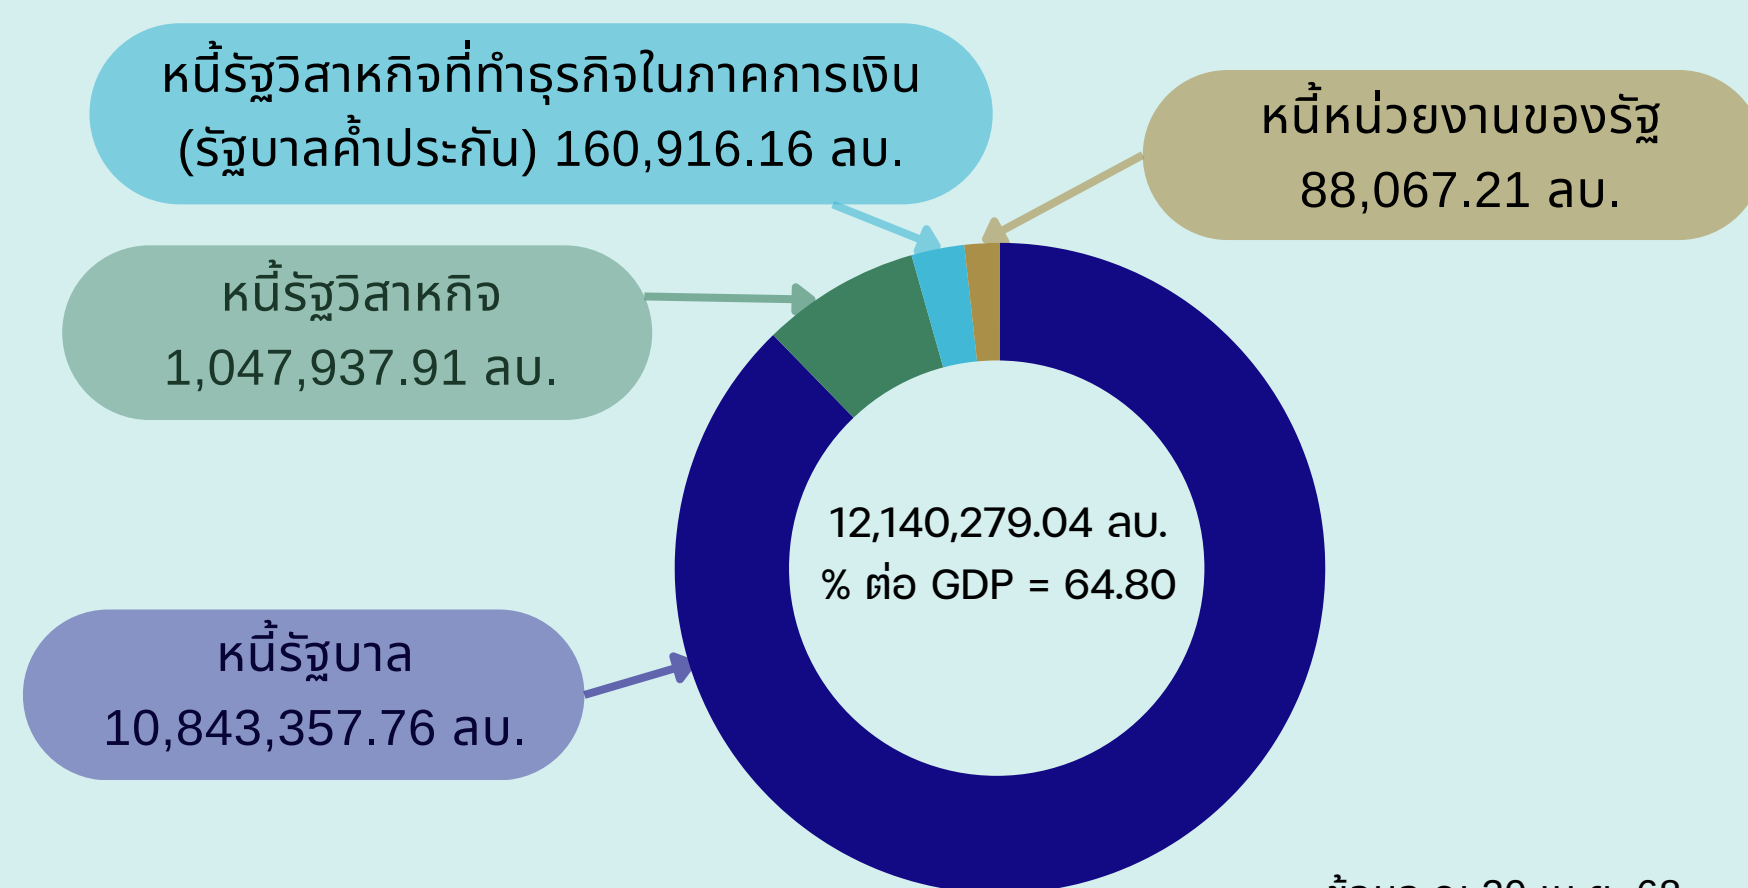 หนี้รัฐวิสาหกิจที่ทำธุรกิจในภาคการเงิน
(รัฐบาลค้ำประกัน) 160,916.16 ลบ.
หนี้หน่วยงานของรัฐ
88,067.21 ลบ.
หนี้รัฐวิสาหกิจ
1,047,937.91 ลบ.
12,140,279.04 ลบ.
% ต่อ GDP = 64.80
หนี้รัฐบาล
10,843,357.76 ลบ.